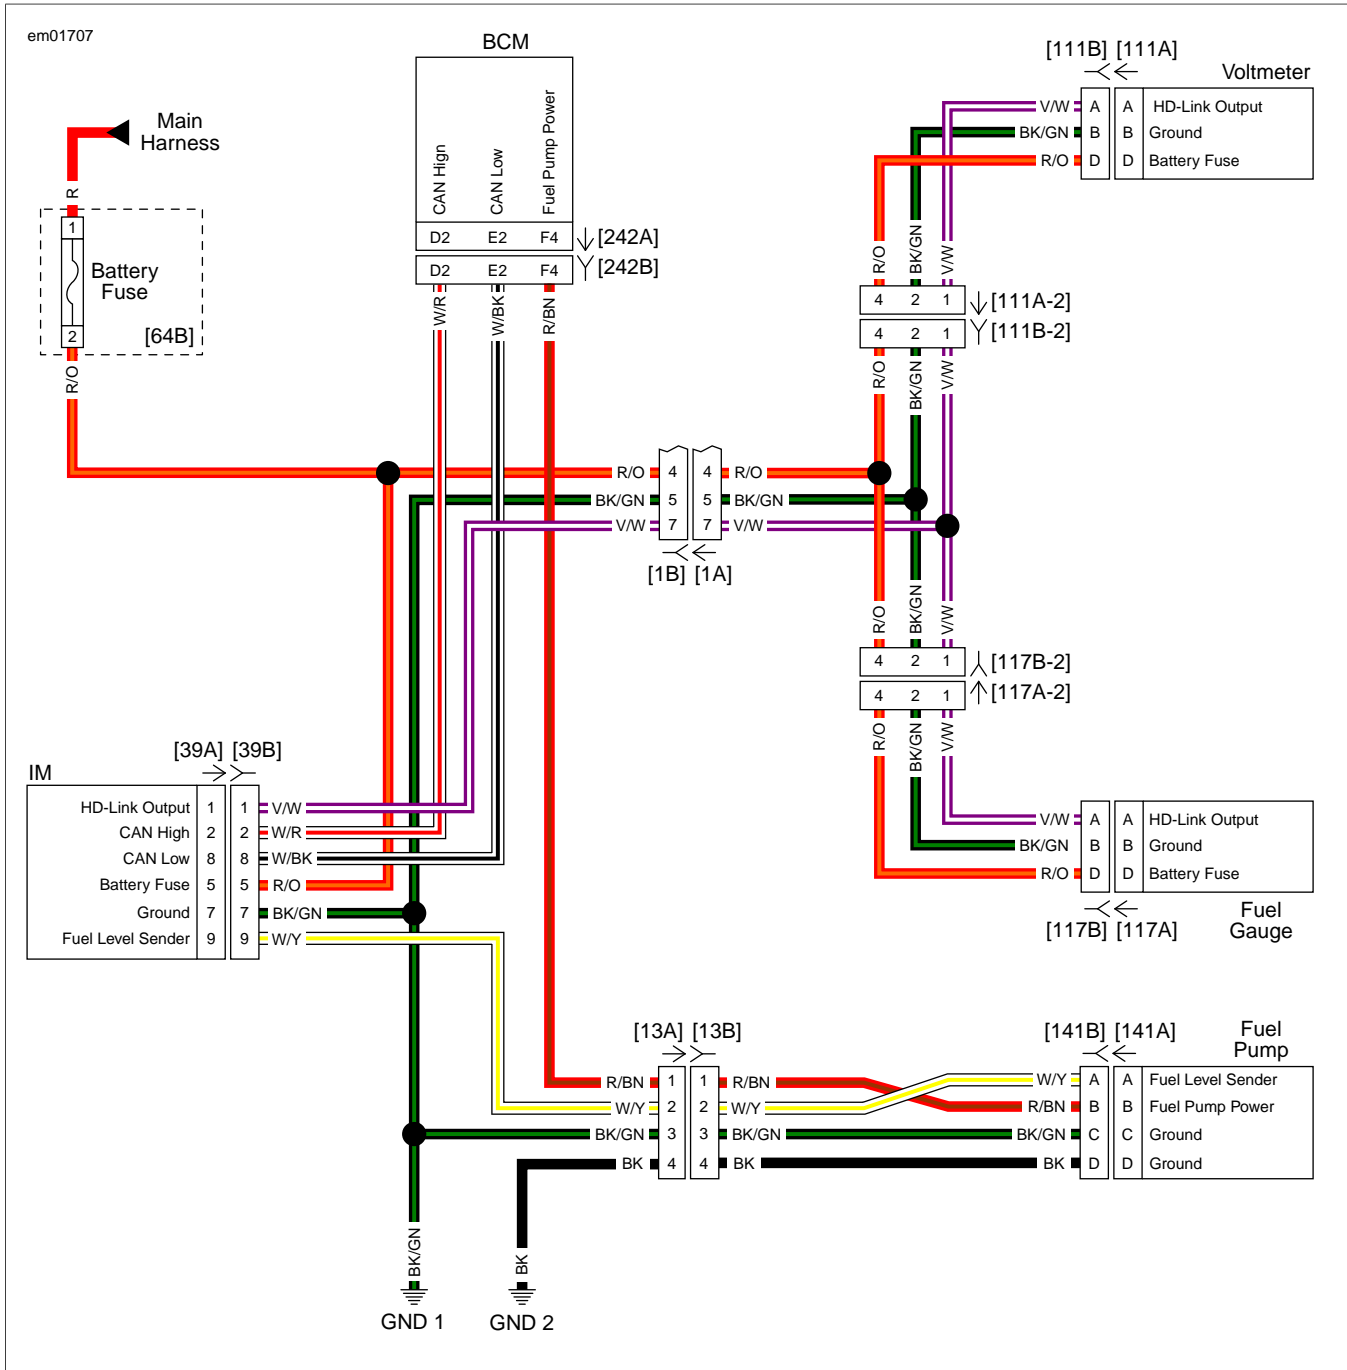 em01707
BCM
[111B] [111A]
Voltmeter
Main
Harness
CAN Hign
CAN Low
Fuel Pump Power
V/W A A HD-Link Output
BK/GN B B Ground
R/O D D Battery Fuse
R
1
Battery
Fuse
2
[64B]
R/O
D2 E2 F4 [242A]
D2 E2 F4 [242B]
W/R W/BK R/BN
R/O BK/GN V/W
4 2 1 [111A-2]
4 2 1 [111B-2]
R/O BK/GN V/W
R/O 4 4 R/O
BK/GN 5 5 BK/GN
V/W 7 7 V/W
[1B] [1A]
R/O BK/GN V/W
4 2 1 [117B-2]
4 2 1 [117A-2]
R/O BK/GN V/W
[39A] [39B]
IM
HD-Link Output 1 1 V/W
CAN High 2 2 W/R
CAN Low 8 8 W/BK
Battery Fuse 5 5 R/O
Ground 7 7 BK/GN
Fuel Level Sender 9 9 W/Y
V/W A A HD-Link Output
BK/GN B B Ground
R/O D D Battery Fuse
[117B] [117A]
Fuel
Gauge
[13A] [13B]
[141B] [141A]
Fuel
Pump
R/BN 1 1 R/BN
W/Y 2 2 W/Y
BK/GN 3 3 BK/GN
BK 4 4 BK
W/Y A A Fuel Level Sender
R/BN B B Fuel Pump Power
BK/GN C C Ground
BK D D Ground
BK/GN
BK
GND 1
GND 2